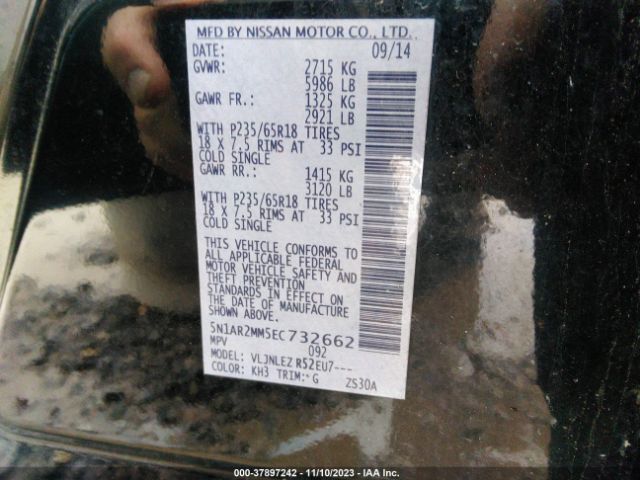 MFD BY NISSAN MOTOR CO., LTD.
DATE: 09/14
GVWR: 2715 KG
5986 LB
GAWR FR.: 1325 KG
2921 LB
WITH P235/65R18 TIRES
18 X 7.5 RIMS AT 33 PSI
COLD SINGLE
GAWR RR.: 1415 KG
3120 LB
WITH P235/65R18 TIRES
18 X 7.5 RIMS AT 33 PSI
COLD SINGLE
THIS VEHICLE CONFORMS TO
ALL APPLICABLE FEDERAL
MOTOR VEHICLE SAFETY AND
THEFT PREVENTION
STANDARDS IN EFFECT ON
THE DATE OF MANUFACTURE
SHOWN ABOVE.
5N1AR2MM5EC732662
MPV 092
MODEL: VLJNLEZ R52EU7---
COLOR: KH3 TRIM: G ZS30A
000-37897242 - 11/10/2023 - IAA Inc.